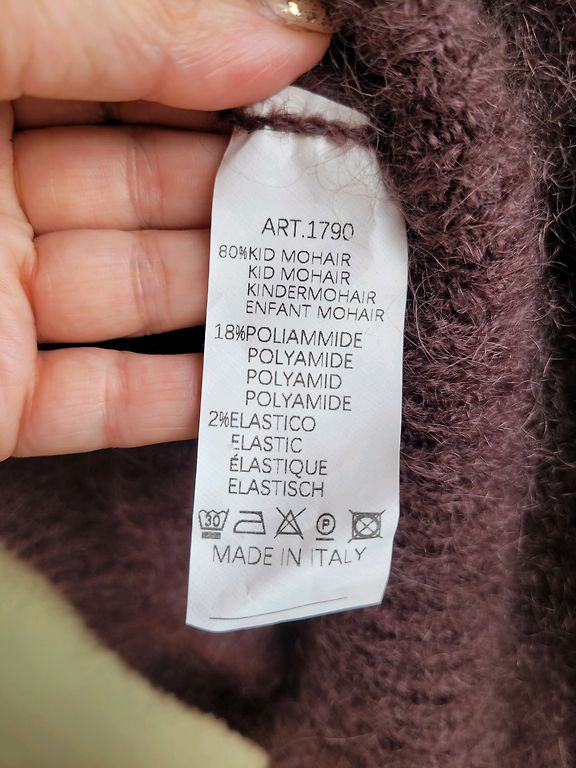 ART.1790
80%KID MOHAIR
KID MOHAIR
KINDERMOHAIR
ENFANT MOHAIR
18%POLIAMMIDE
POLYAMIDE
POLYAMID
POLYAMIDE
2%ELASTICO
ELASTIC
ÉLASTIQUE
ELASTISCH
30 P
MADE IN ITALY